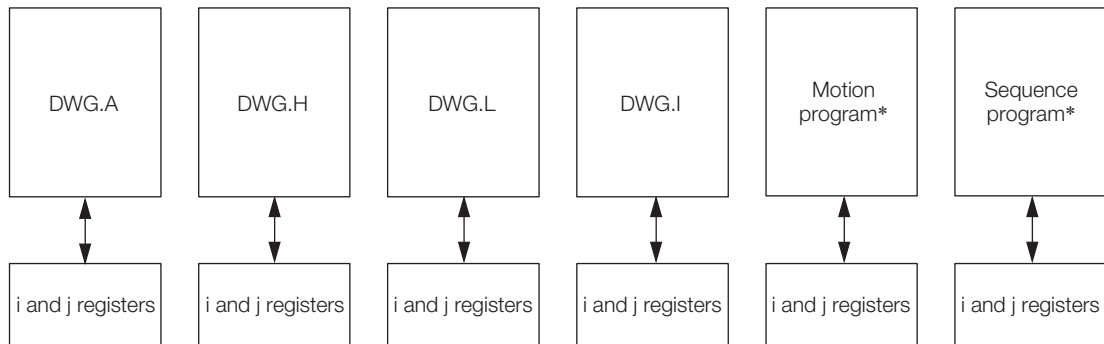 DWG.A
DWG.H
DWG.L
DWG.I
Motion
program*
Sequence
program*
i and j registers
i and j registers
i and j registers
i and j registers
i and j registers
i and j registers